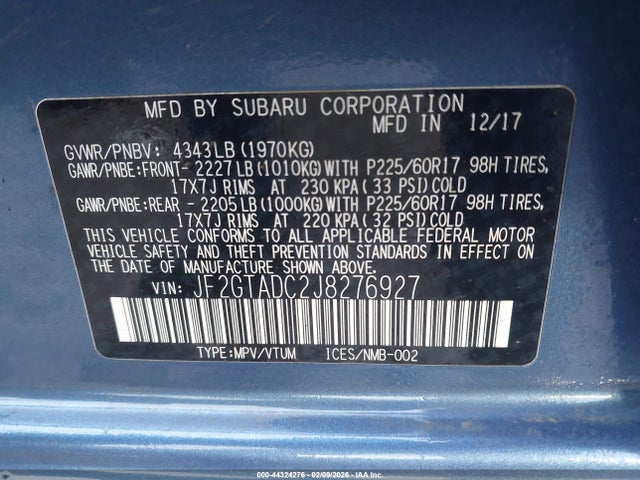 MFD BY SUBARU CORPORATION
MFD IN 12/17
GVWR/PNBV: 4343LB (1970KG)
GAWR/PNBE:FRONT- 2227LB (1010KG)WITH P225/60R17 98H TIRES,
17X7J RIMS AT 230KPA(33 PSI)COLD
GAWR/PNBE:REAR - 2205LB (1000KG)WITH P225/60R17 98H TIRES,
17X7J RIMS AT 220KPA(32 PSI)COLD
THIS VEHICLE CONFORMS TO ALL APPLICABLE FEDERAL MOTOR
VEHICLE SAFETY AND THEFT PREVENTION STANDARDS IN EFFECT ON
THE DATE OF MANUFACTURE SHOWN ABOVE.
VIN: JF2GTADC2J8276927
TYPE:MPV/VTUM ICES/NMB-002
000-44324276 - 02/09/2026 - IAA, Inc.